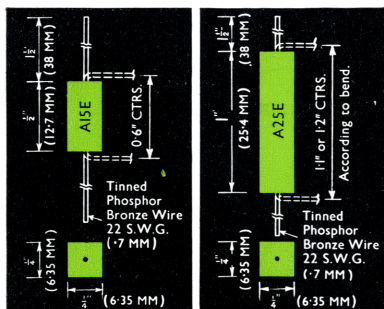 1½"
(38 MM)
½"
(12·7 MM)
A15E
0·6" CTRS.
Tinned
Phosphor
Bronze Wire
22 S.W.G.
(·7 MM)
¼"
(6·35 MM)
¼"
(6·35 MM)
1½"
(38 MM)
1"
(25·4 MM)
A25E
1·1" or 1·2" CTRS.
According to bend.
Tinned
Phosphor
Bronze Wire
22 S.W.G.
(·7 MM)
¼"
(6·35 MM)
¼"
(6·35 MM)